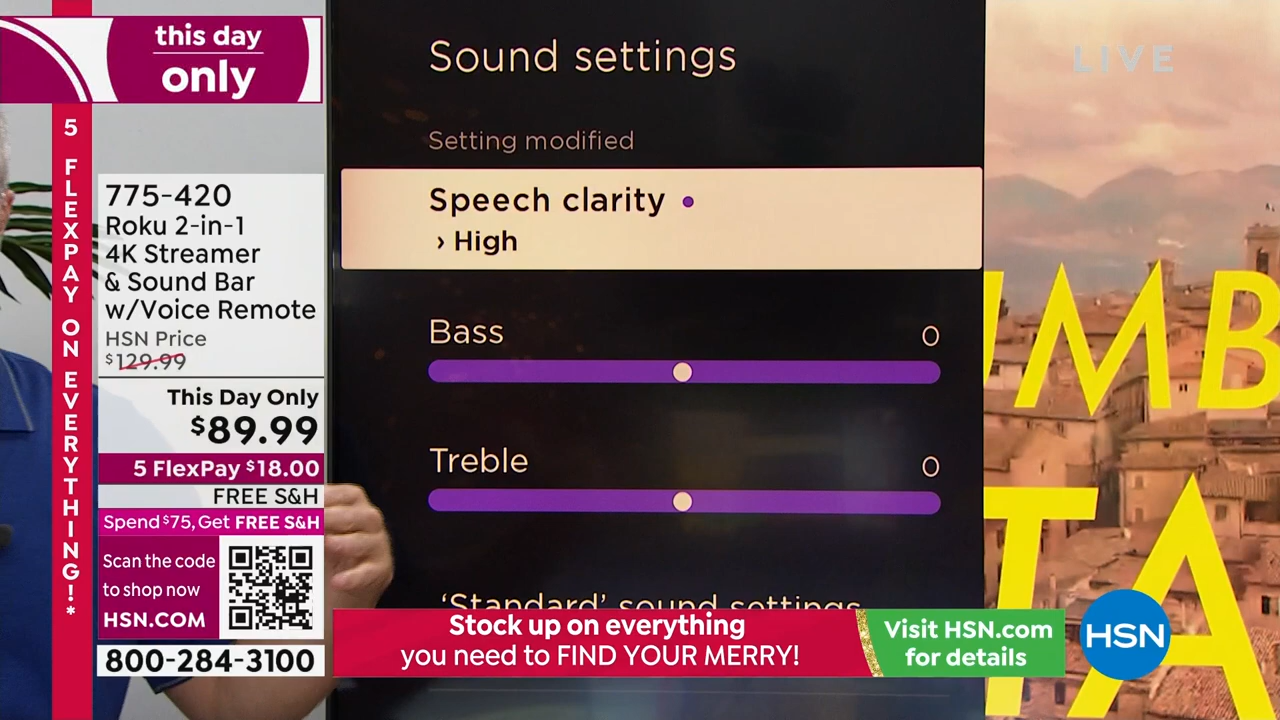 this day
only
5 FLEXPAY ON EVERYTHING!*
775-420
Roku 2-in-1
4K Streamer
& Sound Bar
w/Voice Remote
HSN Price
$129.99
This Day Only
$89.99
5 FlexPay $18.00
FREE S&H
Spend $75, Get FREE S&H
Scan the code
to shop now
HSN.COM
800-284-3100
Sound settings
Setting modified
Speech clarity
› High
Bass 0
Treble 0
‘Standard’ sound settings
Stock up on everything
you need to FIND YOUR MERRY!
Visit HSN.com
for details
HSN
LIVE